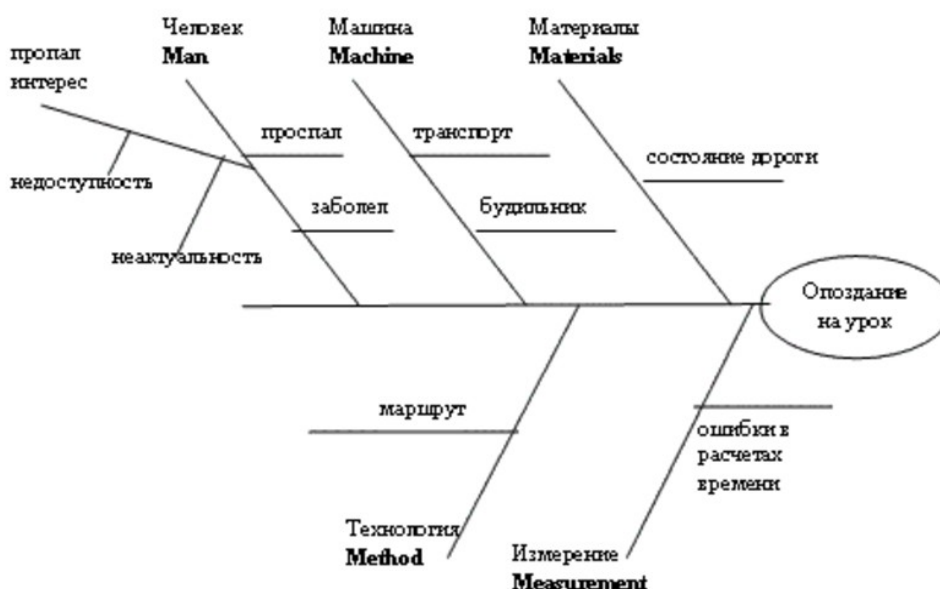 Человек
Man
Машина
Machine
Материалы
Materials
пропал
интерес
проспал
транспорт
состояние дороги
недоступность
заболел
будильник
неактуальность
Опоздание
на урок
маршрут
ошибки в
расчетах
времени
Технология
Method
Измерение
Measurement